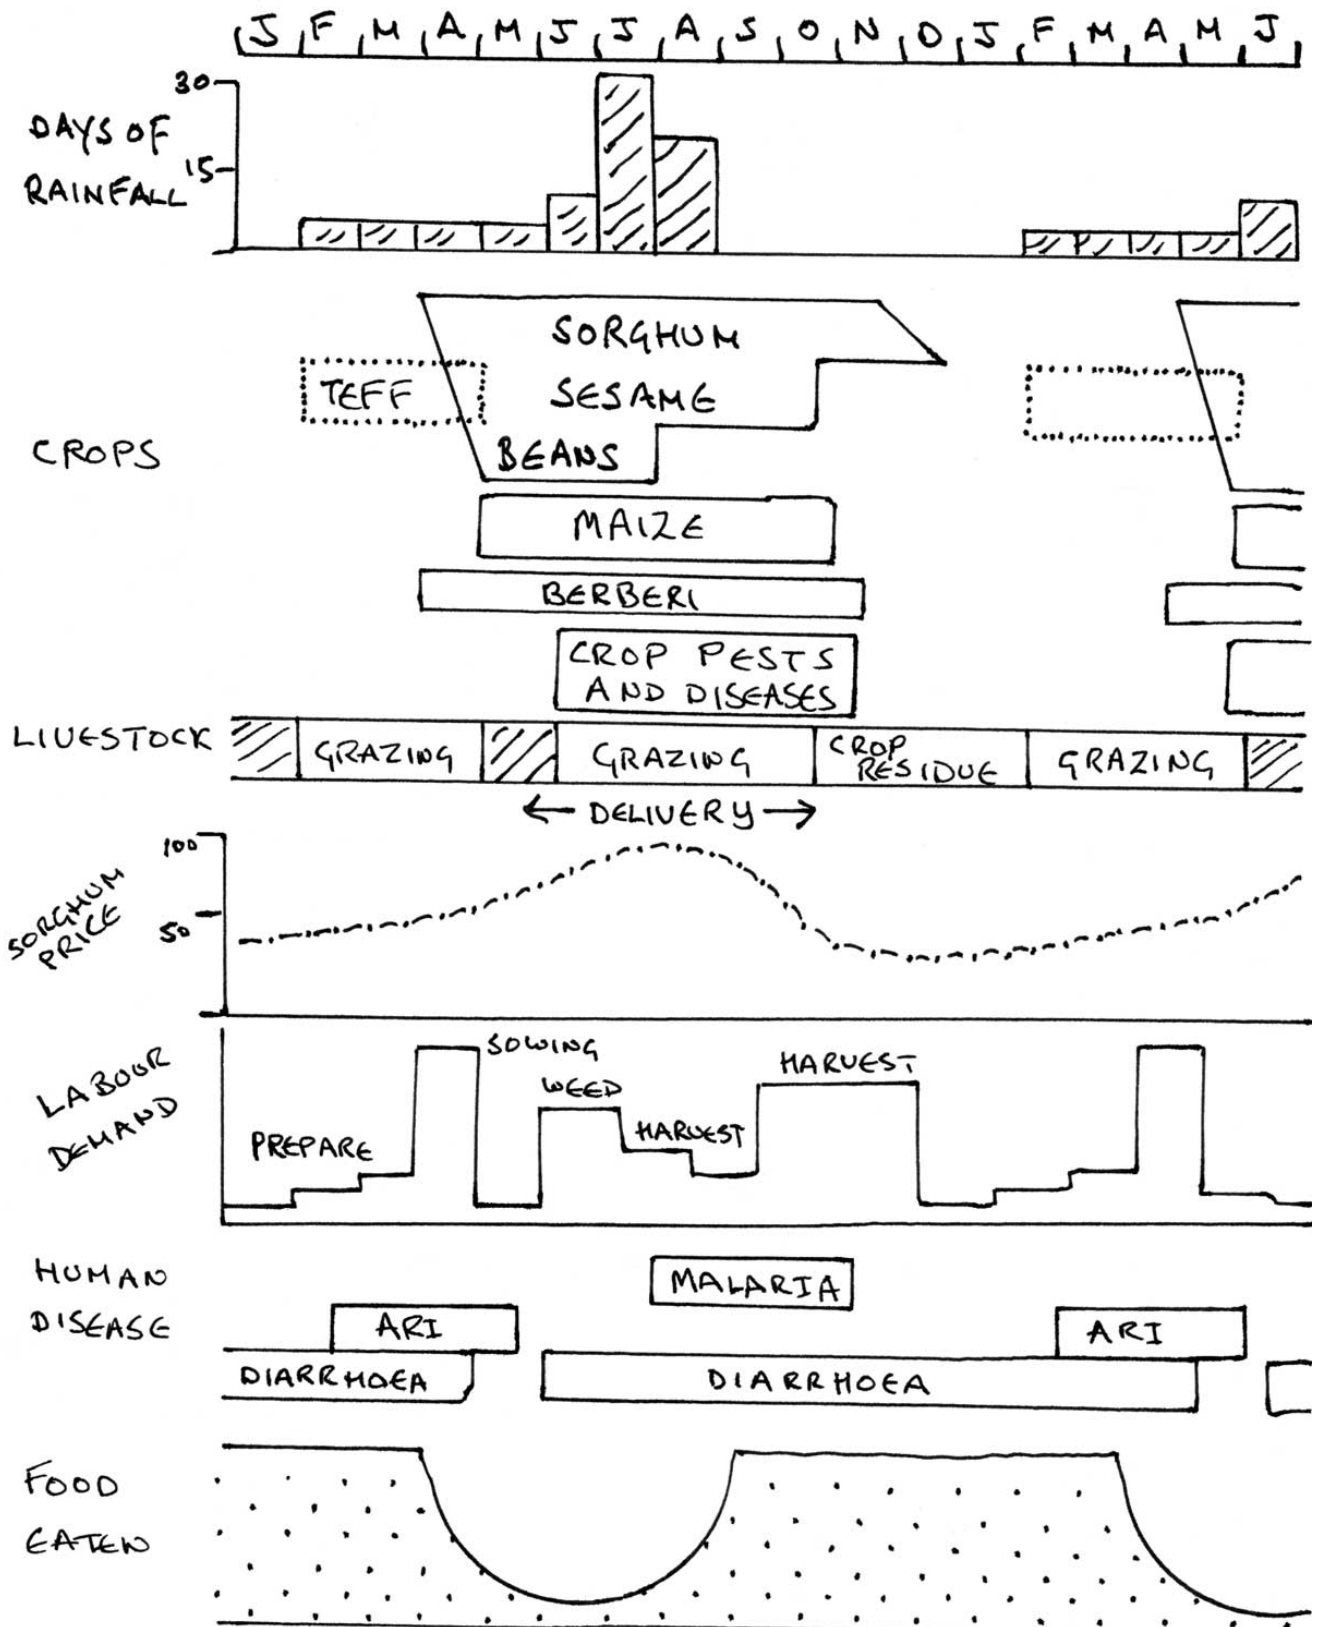 J F M A M J J A S O N D J F M A M J
30
DAYS OF
15
RAINFALL
SORGHUM
TEFF SESAME
BEANS
CROPS
MAIZE
BERBERI
CROP PESTS
AND DISEASES
LIVESTOCK GRAZING GRAZING CROP RESIDUE GRAZING
← DELIVERY →
100
SORGHUM
PRICE
50
LABOUR
DEMAND
SOWING
HARVEST
WEED
HARVEST
PREPARE
HUMAN
DISEASE
MALARIA
ARI ARI
DIARRHOEA DIARRHOEA
FOOD
EATEN